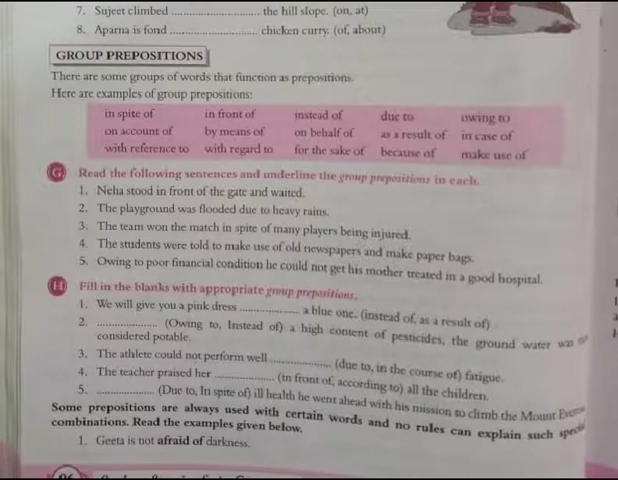 7. Sujeet climbed .............................. the hill slope. (on, at)
8. Aparna is fond .............................. chicken curry. (of, about)
GROUP PREPOSITIONS
There are some groups of words that function as prepositions.
Here are examples of group prepositions:
in spite of in front of instead of due to owing to
on account of by means of on behalf of as a result of in case of
with reference to with regard to for the sake of because of make use of
G Read the following sentences and underline the group prepositions in each.
1. Neha stood in front of the gate and waited.
2. The playground was flooded due to heavy rains.
3. The team won the match in spite of many players being injured.
4. The students were told to make use of old newspapers and make paper bags.
5. Owing to poor financial condition he could not get his mother treated in a good hospital.
H Fill in the blanks with appropriate group prepositions.
1. We will give you a pink dress .................... a blue one. (instead of, as a result of)
2. .................... (Owing to, Instead of) a high content of pesticides, the ground water was
considered potable.
3. The athlete could not perform well .................... (due to, in the course of) fatigue.
4. The teacher praised her .................... (in front of, according to) all the children.
5. .................... (Due to, In spite of) ill health he went ahead with his mission to climb the Mount
Some prepositions are always used with certain words and no rules can explain such
combinations. Read the examples given below.
1. Geeta is not afraid of darkness.